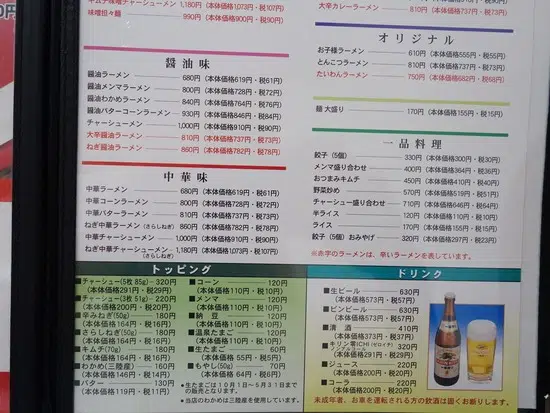 キムチ味噌チャーシューメン 1,180円(本体価格1,073円・税107円)
味噌担々麺 990円(本体価格900円・税90円)
醤油味
醤油ラーメン 680円(本体価格619円・税61円)
醤油メンマラーメン 800円(本体価格728円・税72円)
醤油わかめラーメン 840円(本体価格764円・税76円)
醤油バターコーンラーメン 930円(本体価格846円・税84円)
チャーシューメン 1,000円(本体価格910円・税90円)
大辛醤油ラーメン 810円(本体価格737円・税73円)
ねぎ醤油ラーメン 860円(本体価格782円・税78円)
中華味
中華ラーメン 680円(本体価格619円・税61円)
中華コーンラーメン 800円(本体価格728円・税72円)
中華バターラーメン 810円(本体価格737円・税73円)
ねぎ中華ラーメン(さらしねぎ) 860円(本体価格782円・税78円)
中華チャーシューメン 1,000円(本体価格910円・税90円)
ねぎ中華チャーシューメン 1,180円(本体価格1,073円・税107円)
(さらしねぎ)
トッピング
■チャーシュー(5枚 85g) 320円
(本体価格291円・税29円)
■チャーシュー(3枚 51g) 220円
(本体価格200円・税20円)
■辛みねぎ(50g) 180円
(本体価格164円・税16円)
■さらしねぎ(50g) 180円
(本体価格164円・税16円)
■キムチ(70g) 180円
(本体価格164円・税16円)
■わかめ(三陸産) 160円
(本体価格146円・税14円)
■バター 130円
(本体価格119円・税11円)
■コーン 120円
(本体価格110円・税10円)
■メンマ 120円
(本体価格110円・税10円)
■納豆 120円
(本体価格110円・税10円)
■温泉たまご 120円
(本体価格110円・税10円)
■生たまご 60円
(本体価格55円・税5円)
■もやし(50g) 100円
(本体価格91円・税9円)
※生たまごは10月1日〜5月31日まで
の販売となります。
※当店のわかめは三陸産を使用しています。
大辛カレーラーメン 810円(本体価格737円・税73円)
オリジナル
お子様ラーメン 610円(本体価格555円・税55円)
とんこつラーメン 810円(本体価格737円・税73円)
たいわんラーメン 750円(本体価格682円・税68円)
麺大盛り 170円(本体価格155円・税15円)
一品料理
餃子(5個) 330円(本体価格300円・税30円)
メンマ盛り合わせ 400円(本体価格364円・税36円)
おつまみキムチ 450円(本体価格410円・税40円)
野菜炒め 570円(本体価格519円・税51円)
チャーシュー盛り合わせ 710円(本体価格646円・税64円)
半ライス 110円(本体価格100円・税10円)
ライス 170円(本体価格155円・税15円)
餃子(5個)おみやげ 320円(本体価格297円・税23円)
※赤字のラーメンは、辛いラーメンを表しています。
ドリンク
■生ビール 630円
(本体価格573円・税57円)
■ビンビール 630円
(本体価格573円・税57円)
■清酒 410円
(本体価格373円・税37円)
■キリン零ICHI(ゼロイチ) 320円
ノンアルコール
(本体価格291円・税29円)
■ジュース 220円
(本体価格200円・税20円)
■コーラ 220円
(本体価格200円・税20円)
未成年者、お車を運転される方の飲酒は固くお断りします。